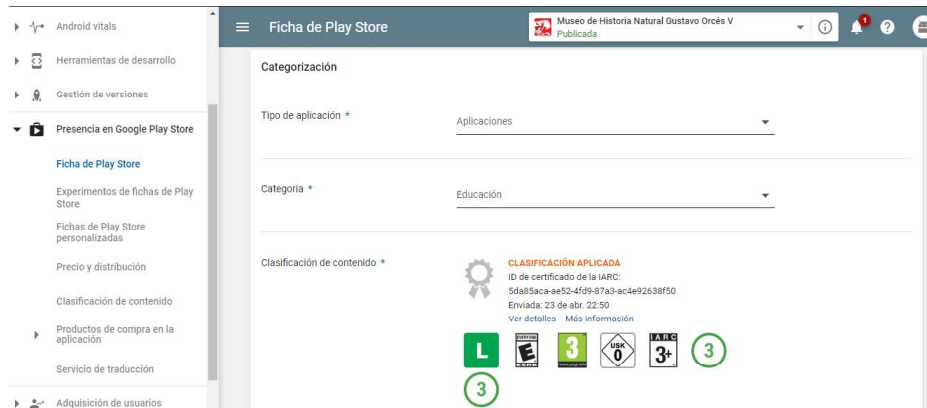 Android vitals
Herramientas de desarrollo
Gestión de versiones
Presencia en Google Play Store
Ficha de Play Store
Experimentos de fichas de Play
Store
Fichas de Play Store
personalizadas
Precio y distribución
Clasificación de contenido
Productos de compra en la
aplicación
Servicio de traducción
Adquisición de usuarios
Ficha de Play Store
Museo de Historia Natural Gustavo Orcés V
Publicada
1
Categorización
Tipo de aplicación *
Aplicaciones
Categoria *
Educación
Clasificación de contenido *
CLASIFICACIÓN APLICADA
ID de certificado de la IARC:
5da85aca-ae52-4fd9-87a3-ac4e92638f50
Enviada: 23 de abr. 22:50
Ver detalles Más información
L
EVERYONE
E
3
USK
0
IARC
3+
3
3